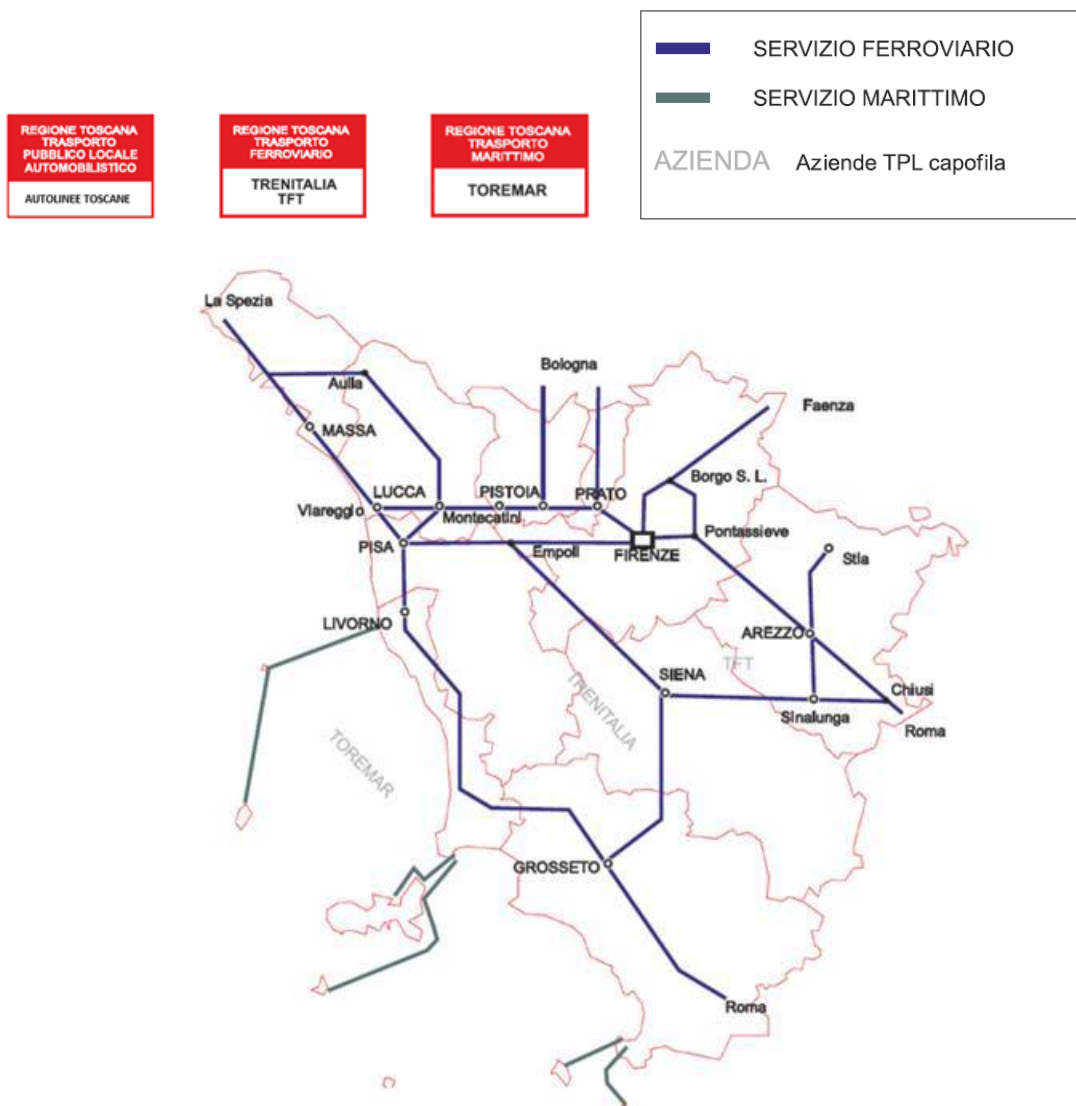 SERVIZIO FERROVIARIO
SERVIZIO MARITTIMO
AZIENDA Aziende TPL capofila
REGIONE TOSCANA
TRASPORTO
PUBBLICO LOCALE
AUTOMOBILISTICO
AUTOLINEE TOSCANE
REGIONE TOSCANA
TRASPORTO
FERROVIARIO
TRENITALIA
TFT
REGIONE TOSCANA
TRASPORTO
MARITTIMO
TOREMAR
La Spezia
Bologna
Aulla
Faenza
MASSA
Borgo S. L.
LUCCA
PISTOIA
PRATO
Viareggio
Montecatini
Pontassieve
PISA
Empoli
FIRENZE
Stia
LIVORNO
AREZZO
TFT
SIENA
TRENITALIA
Chiusi
Sinalunga
Roma
TOREMAR
GROSSETO
Roma